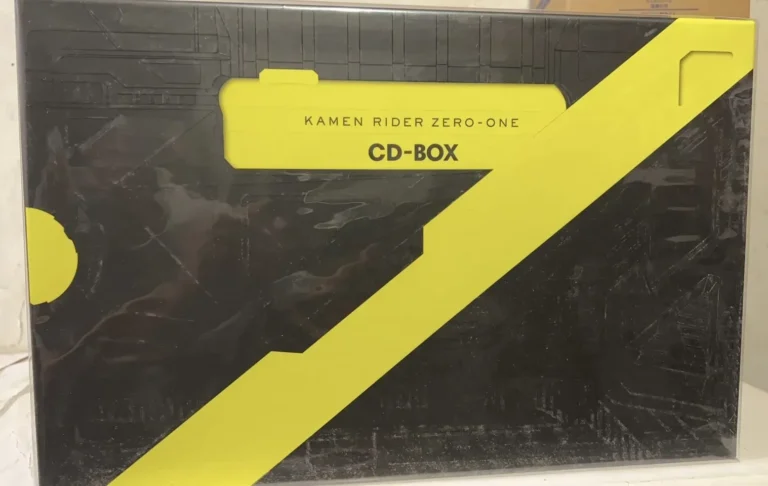 KAMEN RIDER ZERO-ONE
CD-BOX